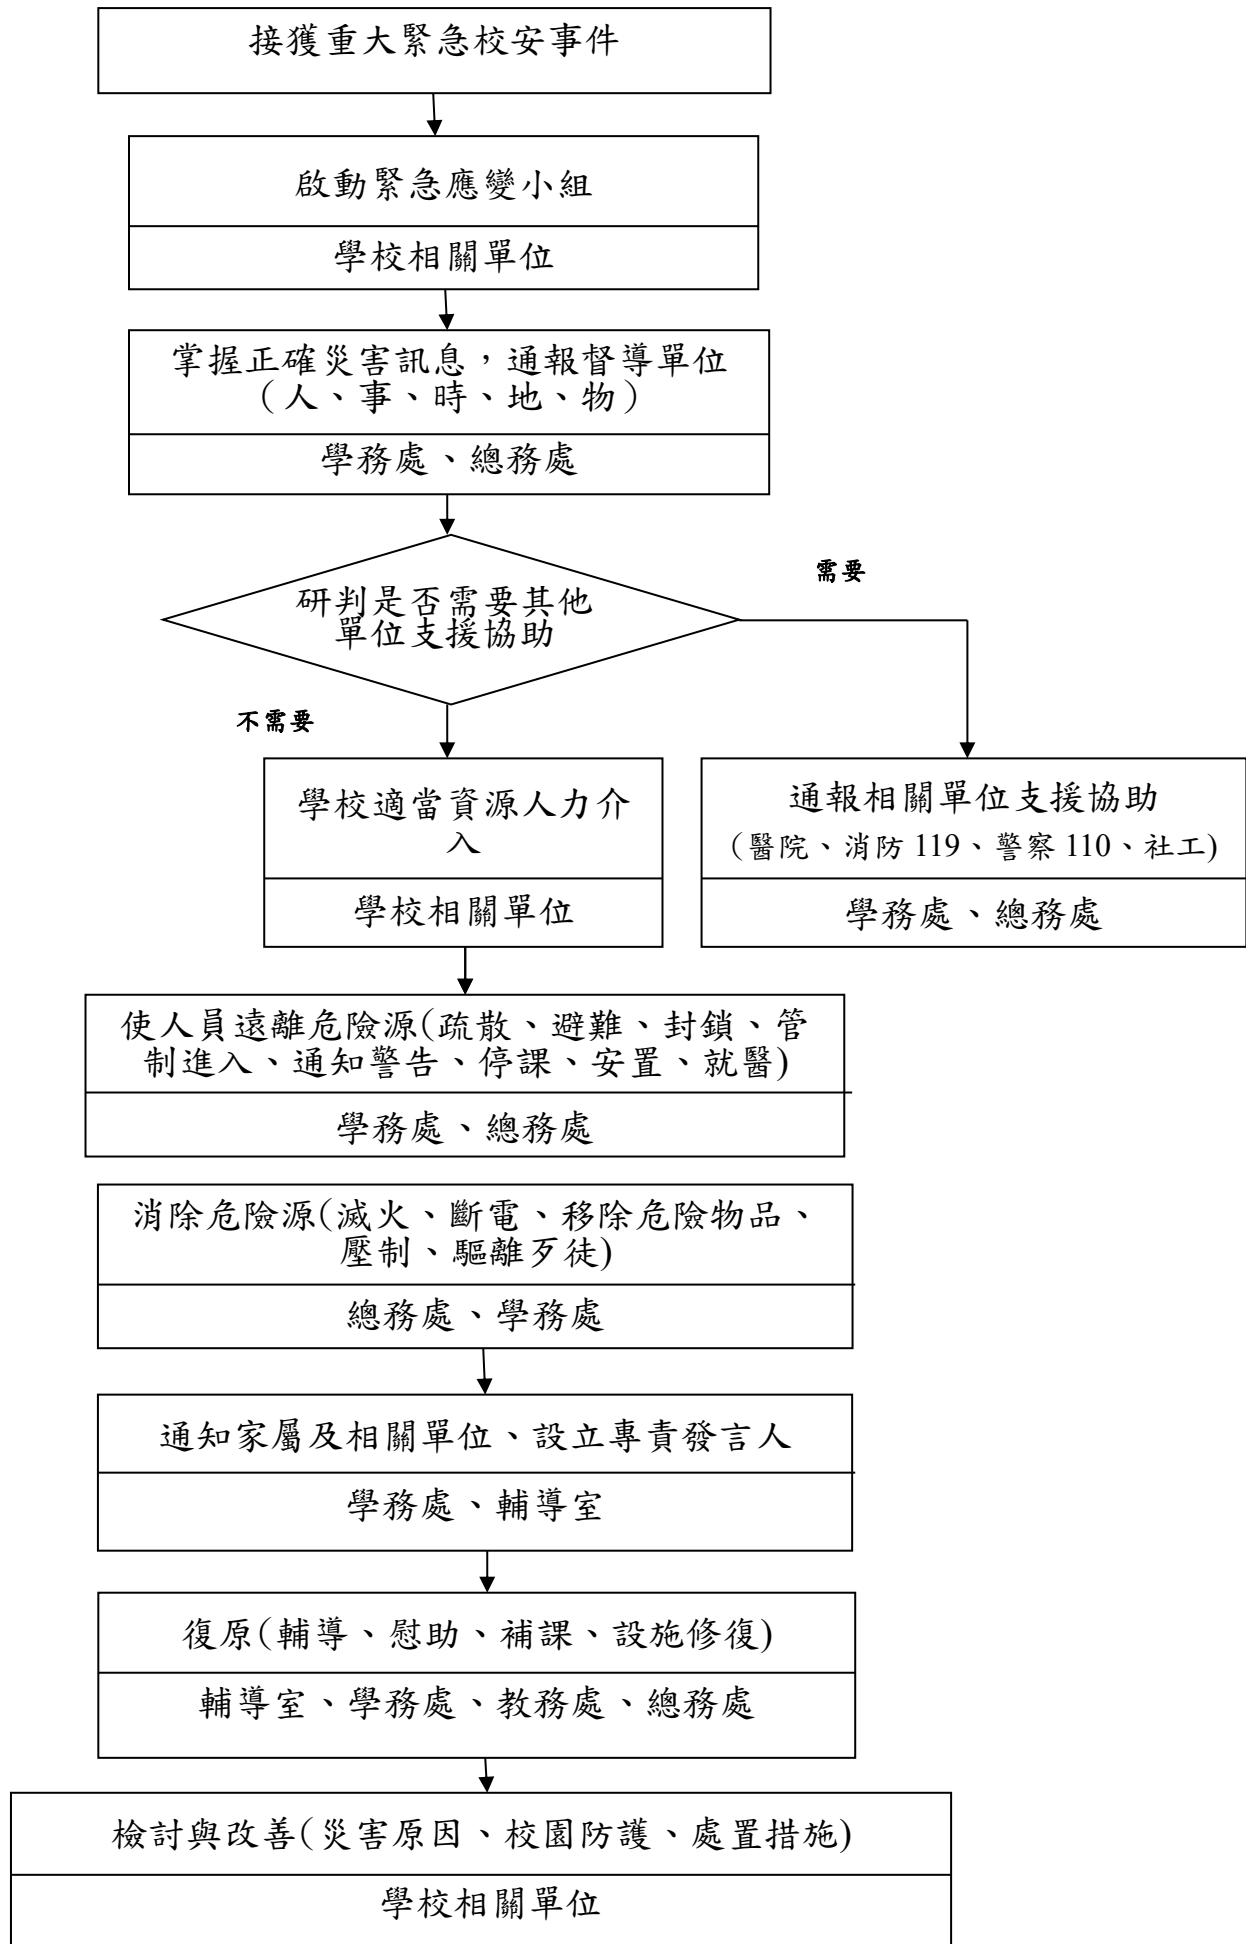 接獲重大緊急校安事件
啟動緊急應變小組
學校相關單位
掌握正確災害訊息，通報督導單位
（人、事、時、地、物）
學務處、總務處
研判是否需要其他
單位支援協助
需要
不需要
學校適當資源人力介
入
學校相關單位
通報相關單位支援協助
（醫院、消防 119、警察 110、社工)
學務處、總務處
使人員遠離危險源(疏散、避難、封鎖、管
制進入、通知警告、停課、安置、就醫)
學務處、總務處
消除危險源(滅火、斷電、移除危險物品、
壓制、驅離歹徒)
總務處、學務處
通知家屬及相關單位、設立專責發言人
學務處、輔導室
復原(輔導、慰助、補課、設施修復)
輔導室、學務處、教務處、總務處
檢討與改善(災害原因、校園防護、處置措施)
學校相關單位